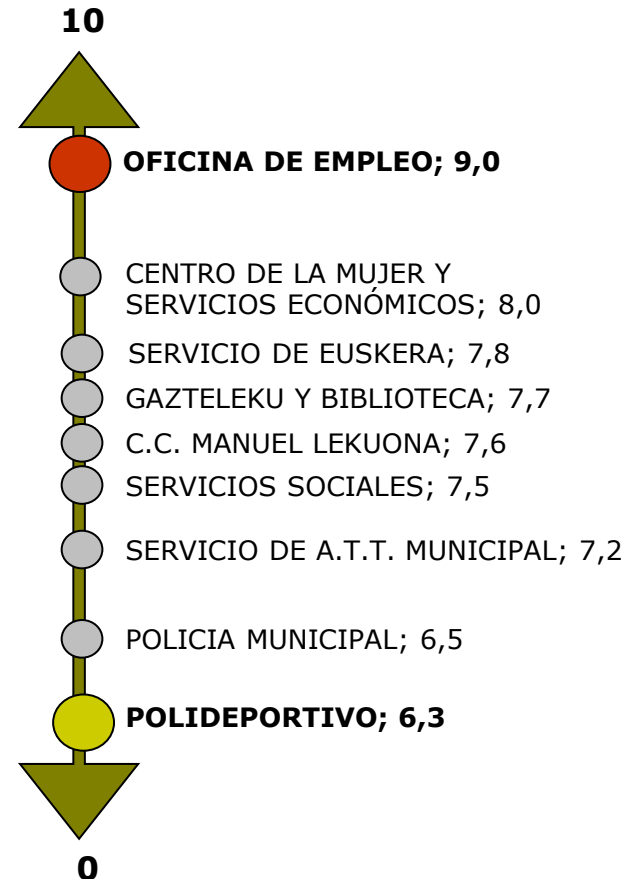 10
OFICINA DE EMPLEO; 9,0
CENTRO DE LA MUJER Y
SERVICIOS ECONÓMICOS; 8,0
SERVICIO DE EUSKERA; 7,8
GAZTELEKU Y BIBLIOTECA; 7,7
C.C. MANUEL LEKUONA; 7,6
SERVICIOS SOCIALES; 7,5
SERVICIO DE A.T.T. MUNICIPAL; 7,2
POLICIA MUNICIPAL; 6,5
POLIDEPORTIVO; 6,3
0